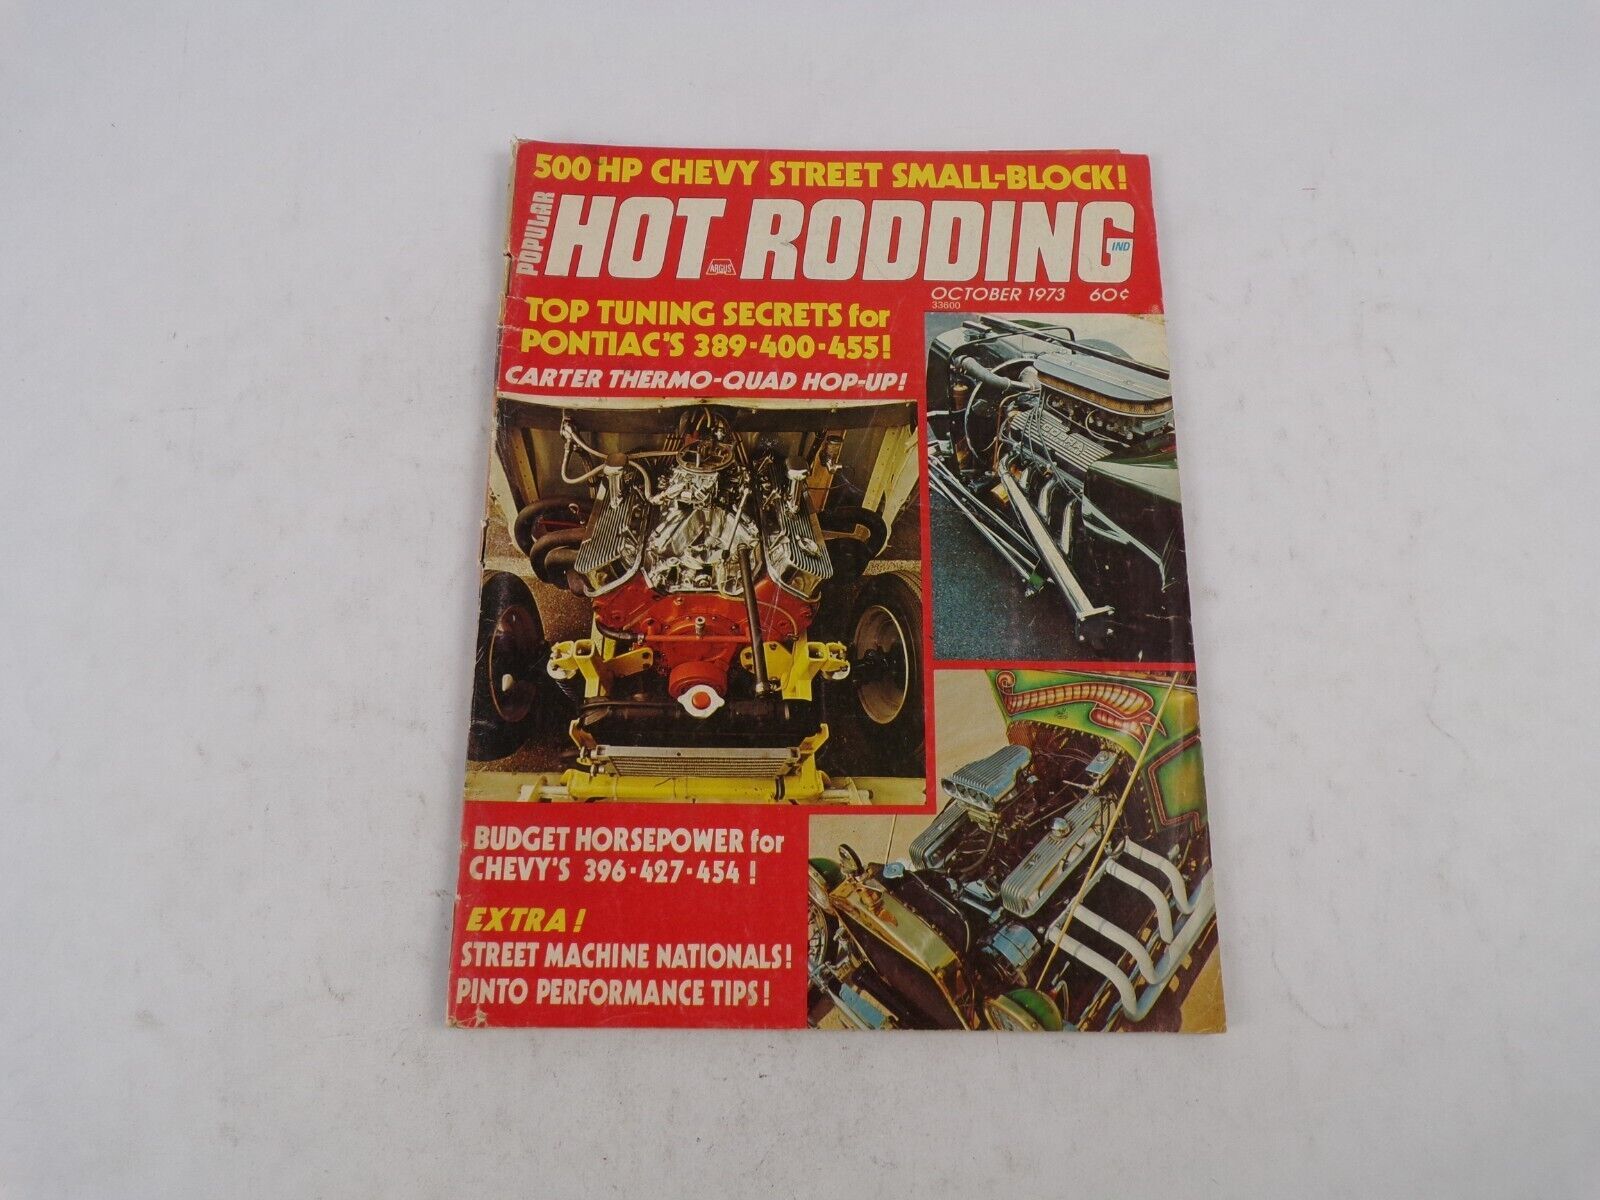 500 HP CHEVY STREET SMALL-BLOCK!
POPULAR
HOT RODDING
ARGUS
IND
OCTOBER 1973 60¢
33600
TOP TUNING SECRETS for
PONTIAC'S 389·400·455!
CARTER THERMO-QUAD HOP-UP!
BUDGET HORSEPOWER for
CHEVY'S 396·427·454!
EXTRA!
STREET MACHINE NATIONALS!
PINTO PERFORMANCE TIPS!